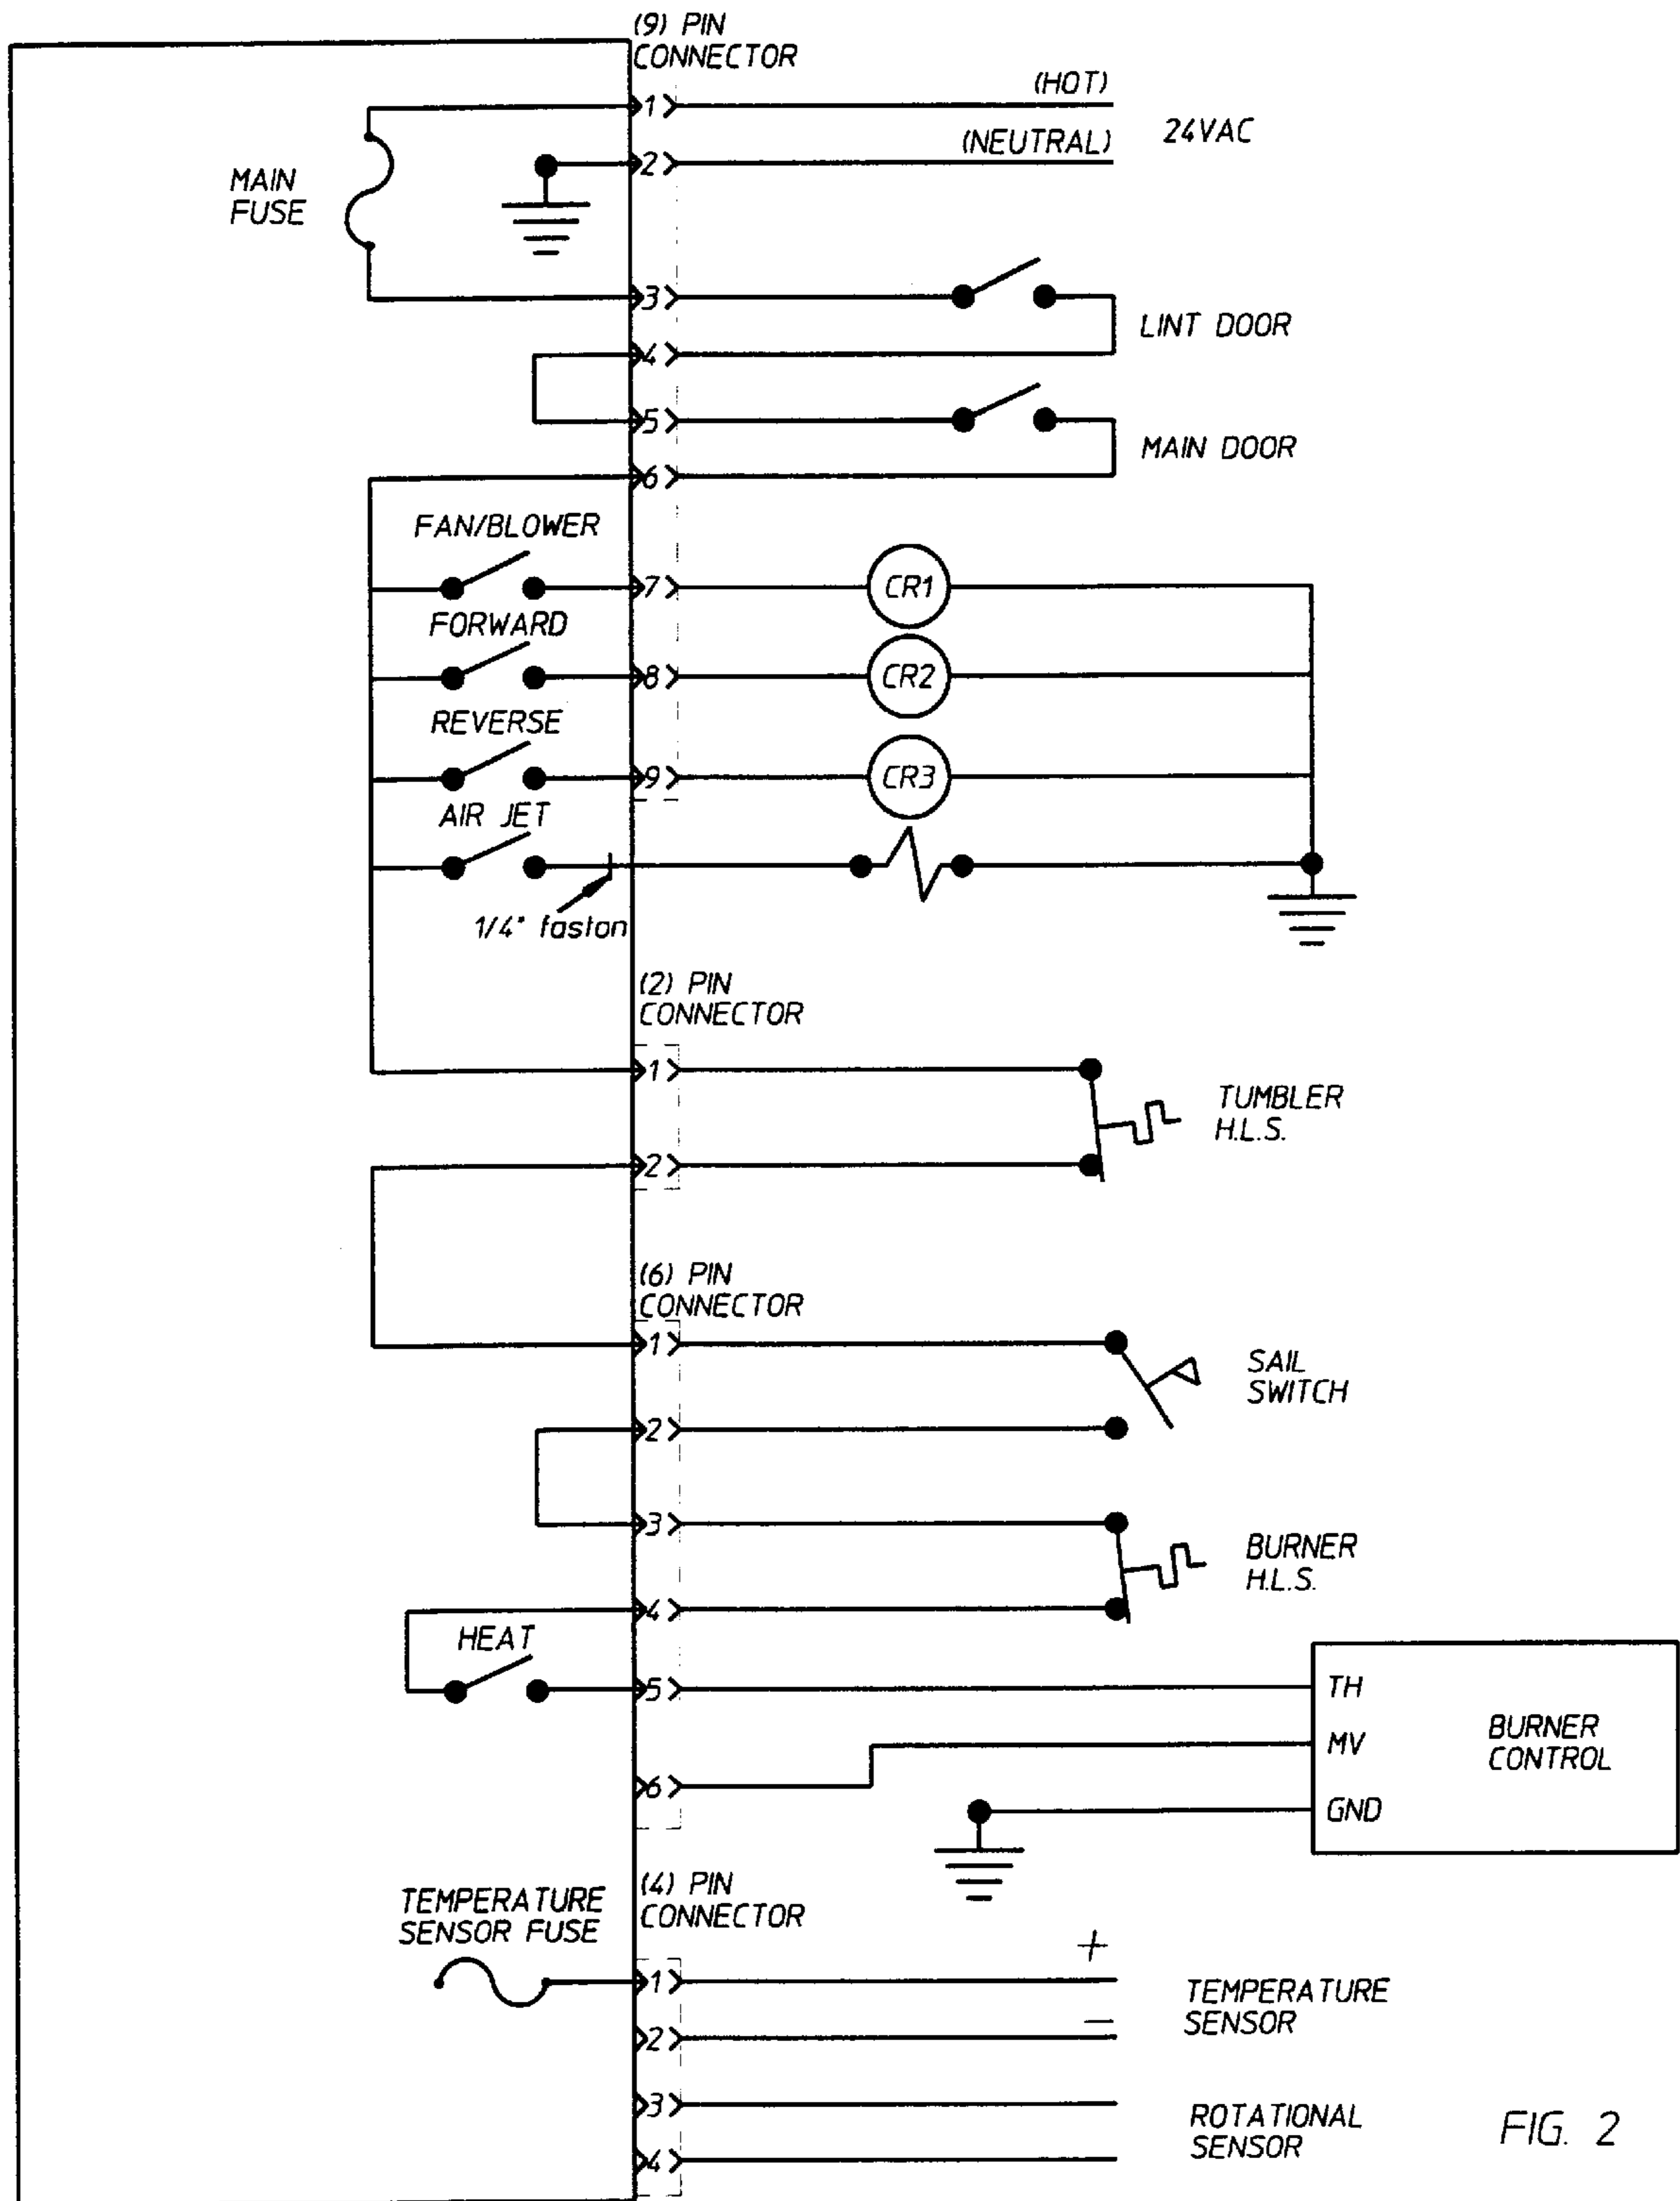 (9) PIN
CONNECTOR
1
(HOT)
24VAC
2
(NEUTRAL)
MAIN
FUSE
3
LINT DOOR
4
5
MAIN DOOR
6
FAN/BLOWER
7
CR1
FORWARD
8
CR2
REVERSE
9
CR3
AIR JET
1/4" faston
(2) PIN
CONNECTOR
1
TUMBLER
H.L.S.
2
(6) PIN
CONNECTOR
1
SAIL
SWITCH
2
3
BURNER
H.L.S.
4
HEAT
5
TH
MV
BURNER
CONTROL
6
GND
(4) PIN
CONNECTOR
TEMPERATURE
SENSOR FUSE
1
+
TEMPERATURE
SENSOR
−
2
3
ROTATIONAL
SENSOR
4
FIG. 2